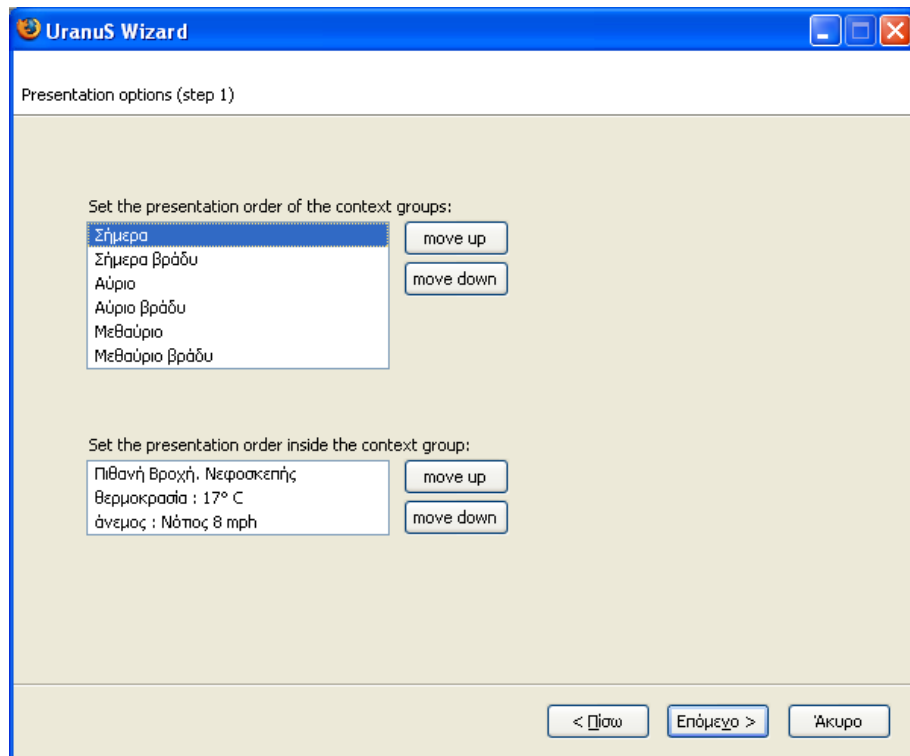 UranuS Wizard
Presentation options (step 1)
Set the presentation order of the context groups:
Σήμερα
move up
Σήμερα βράδυ
move down
Αύριο
Αύριο βράδυ
Μεθαύριο
Μεθαύριο βράδυ
Set the presentation order inside the context group:
Πιθανή Βροχή. Νεφοσκεπής
move up
θερμοκρασία : 17° C
άνεμος : Νότιος 8 mph
move down
< Πίσω Επόμενο > Άκυρο